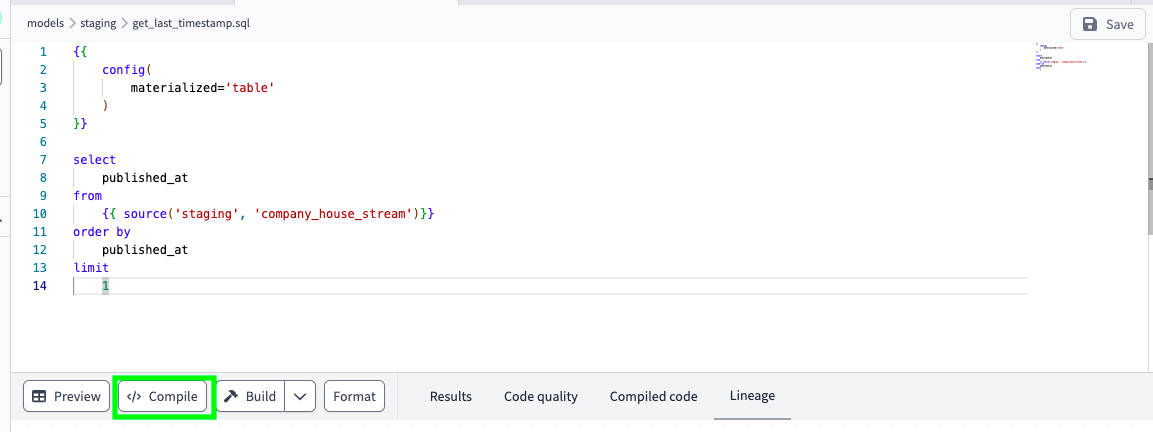 models > staging > get_last_timestamp.sql
Save
1 {{
2 config(
3 materialized='table'
4 )
5 }}
6
7 select
8 published_at
9 from
10 {{ source('staging', 'company_house_stream')}}
11 order by
12 published_at
13 limit
14 1
Preview </> Compile Build Format Results Code quality Compiled code Lineage